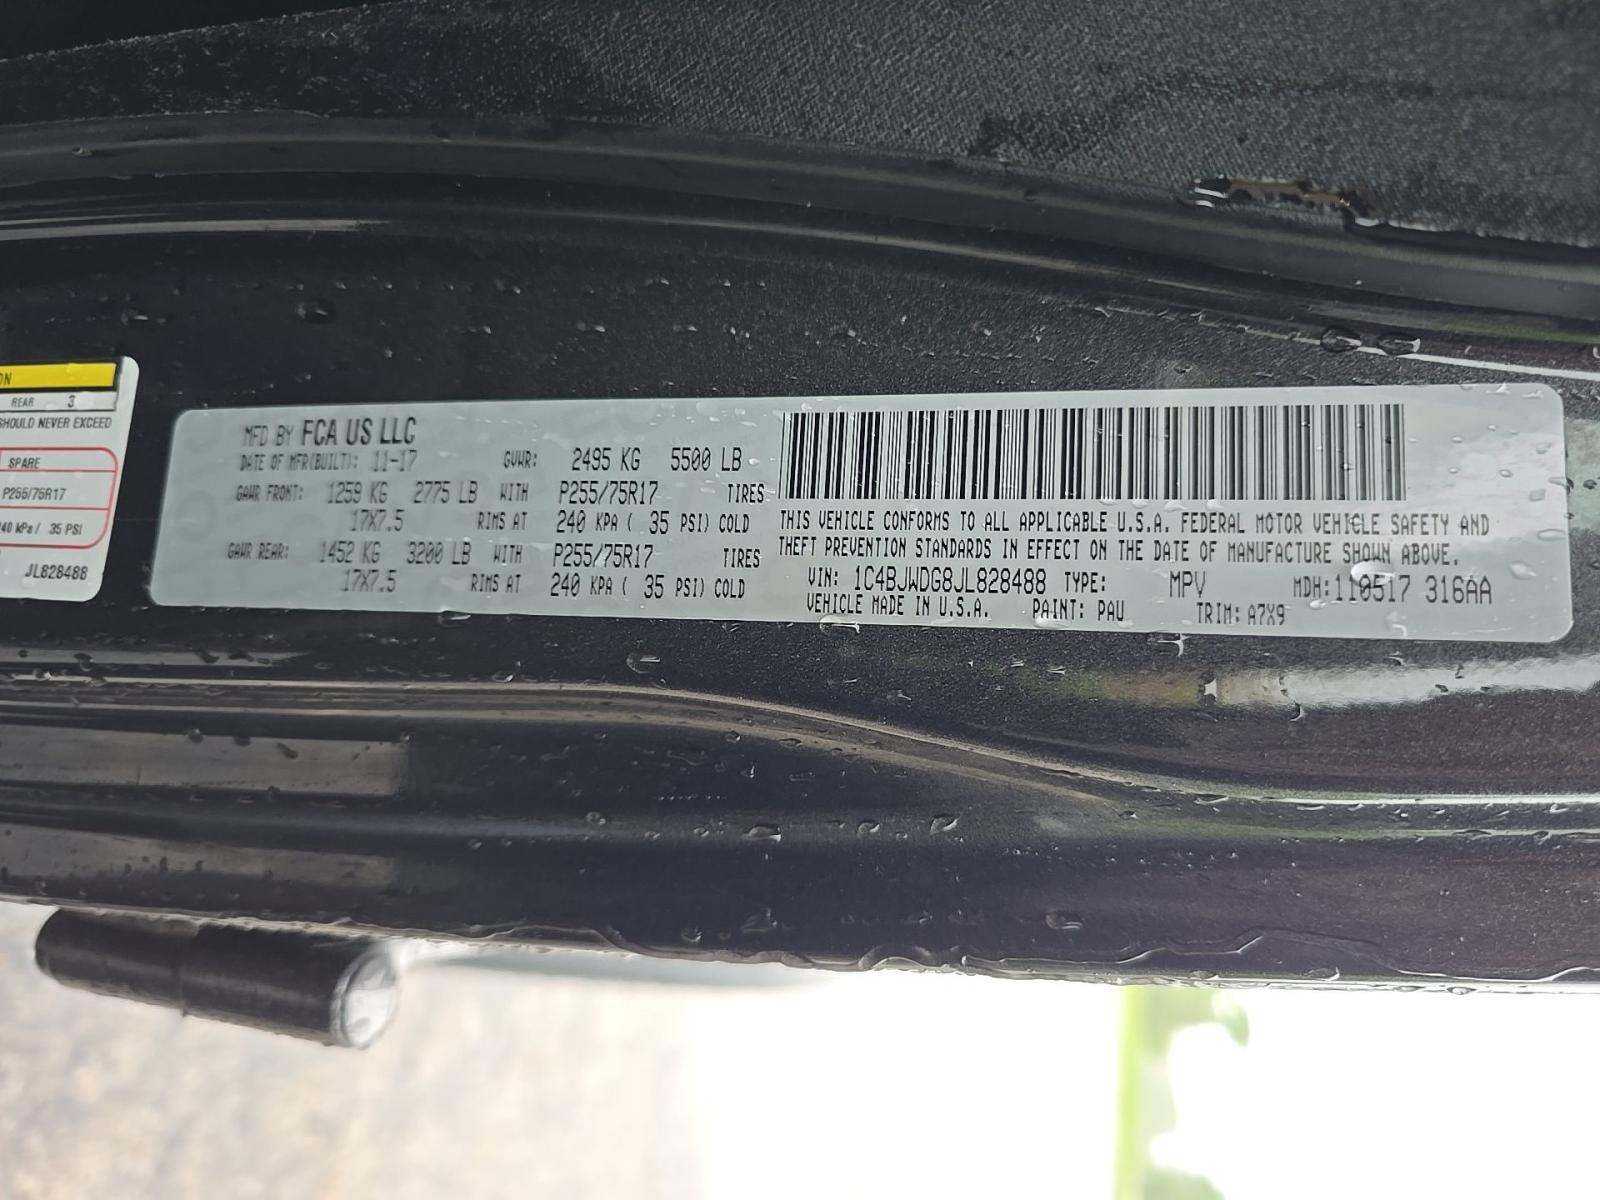 ON
REAR 3
SHOULD NEVER EXCEED
SPARE
P255/75R17
240 kPa / 35 PSI
JL828488
MFD BY FCA US LLC
DATE OF MFR(BUILT): 11-17 GVWR: 2495 KG 5500 LB
GAWR FRONT: 1259 KG 2775 LB WITH P255/75R17 TIRES
17X7.5 RIMS AT 240 KPA ( 35 PSI) COLD
GAWR REAR: 1452 KG 3200 LB WITH P255/75R17 TIRES
17X7.5 RIMS AT 240 KPA ( 35 PSI) COLD
THIS VEHICLE CONFORMS TO ALL APPLICABLE U.S.A. FEDERAL MOTOR VEHICLE SAFETY AND
THEFT PREVENTION STANDARDS IN EFFECT ON THE DATE OF MANUFACTURE SHOWN ABOVE.
VIN: 1C4BJWDG8JL828488 TYPE: MPV MDH:110517 316AA
VEHICLE MADE IN U.S.A. PAINT: PAU TRIM: A7X9